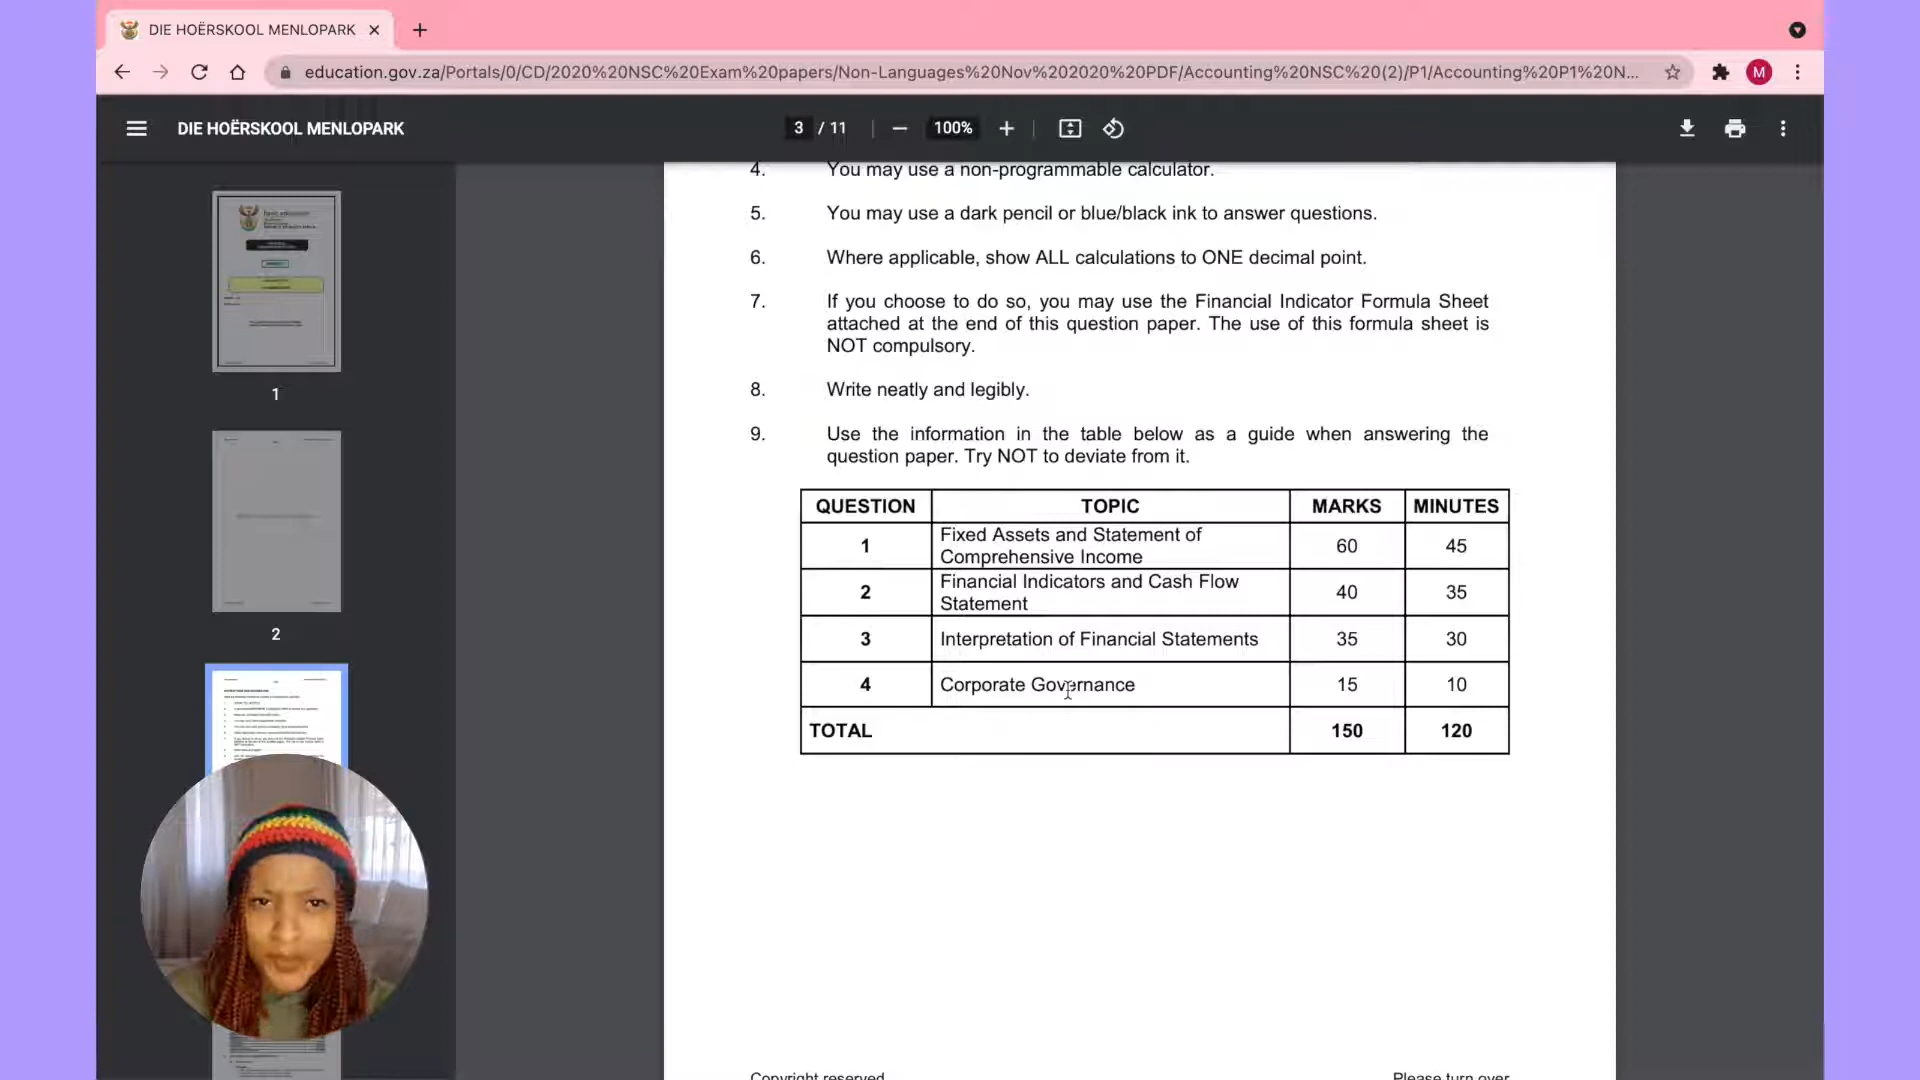 DIE HOËRSKOOL MENLOPARK
education.gov.za/Portals/0/CD/2020%20NSC%20Exam%20papers/Non-Languages%20Nov%202020%20PDF/Accounting%20NSC%20(2)/P1/Accounting%20P1%20N...
M
DIE HOËRSKOOL MENLOPARK
3 / 11
100%
4. You may use a non-programmable calculator.
5. You may use a dark pencil or blue/black ink to answer questions.
6. Where applicable, show ALL calculations to ONE decimal point.
7. If you choose to do so, you may use the Financial Indicator Formula Sheet
attached at the end of this question paper. The use of this formula sheet is
NOT compulsory.
8. Write neatly and legibly.
9. Use the information in the table below as a guide when answering the
question paper. Try NOT to deviate from it.
QUESTION TOPIC MARKS MINUTES
1 Fixed Assets and Statement of
Comprehensive Income 60 45
2 Financial Indicators and Cash Flow
Statement 40 35
3 Interpretation of Financial Statements 35 30
4 Corporate Governance 15 10
TOTAL 150 120
Copyright reserved
Please turn over
1
2